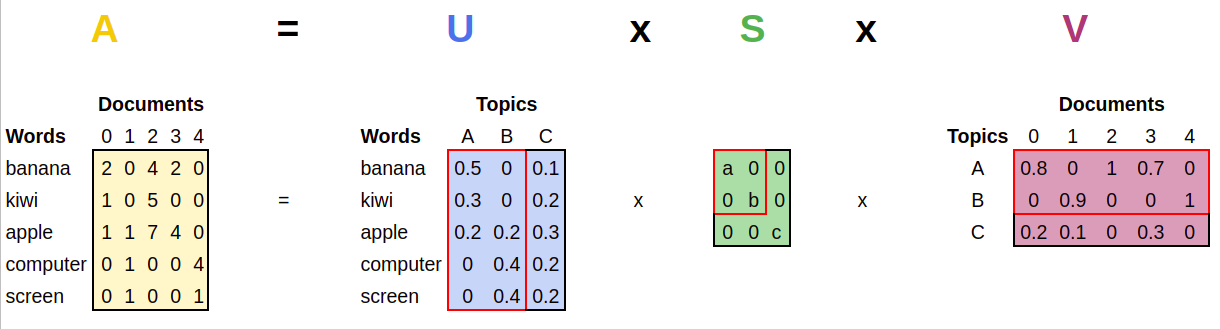 A = U x S x V
Documents Topics Documents
Words 0 1 2 3 4 Words A B C Topics 0 1 2 3 4
banana 2 0 4 2 0 banana 0.5 0 0.1 a 0 0 A 0.8 0 1 0.7 0
kiwi 1 0 5 0 0 = kiwi 0.3 0 0.2 x 0 b 0 x B 0 0.9 0 0 1
apple 1 1 7 4 0 apple 0.2 0.2 0.3 0 0 c C 0.2 0.1 0 0.3 0
computer 0 1 0 0 4 computer 0 0.4 0.2
screen 0 1 0 0 1 screen 0 0.4 0.2